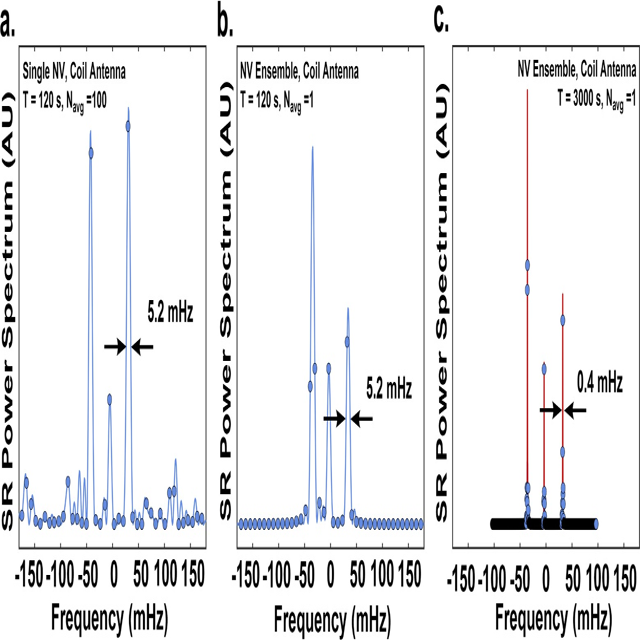 a.
SR Power Spectrum (AU)
Single NV, Coil Antenna
T = 120 s, Navg=100
5.2 mHz
-150 -100 -50 0 50 100 150
Frequency (mHz)
b.
SR Power Spectrum (AU)
NV Ensemble, Coil Antenna
T = 120 s, Navg=1
5.2 mHz
-150 -100 -50 0 50 100 150
Frequency (mHz)
c.
SR Power Spectrum (AU)
NV Ensemble, Coil Antenna
T = 3000 s, Navg=1
0.4 mHz
-150 -100 -50 0 50 100 150
Frequency (mHz)